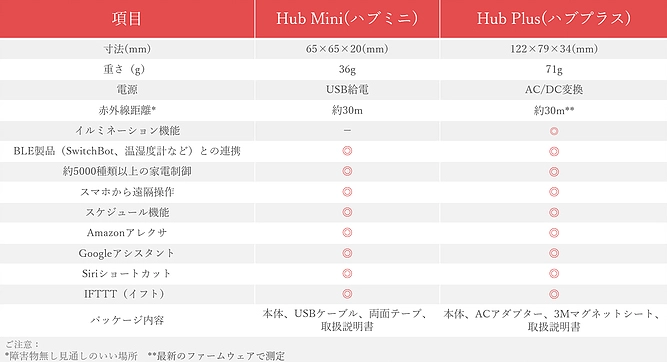 項目 Hub Mini(ハブミニ) Hub Plus(ハブプラス)
寸法(mm) 65×65×20(mm) 122×79×34(mm)
重さ（g） 36g 71g
電源 USB給電 AC/DC変換
赤外線距離* 約30m 約30m**
イルミネーション機能 － ◎
BLE製品（SwitchBot、温湿度計など）との連携 ◎ ◎
約5000種類以上の家電制御 ◎ ◎
スマホから遠隔操作 ◎ ◎
スケジュール機能 ◎ ◎
Amazonアレクサ ◎ ◎
Googleアシスタント ◎ ◎
Siriショートカット ◎ ◎
IFTTT（イフト） ◎ ◎
パッケージ内容 本体、USBケーブル、両面テープ、 本体、ACアダプター、3Mマグネットシート、
取扱説明書 取扱説明書
ご注意：
*障害物無し見通しのいい場所 **最新のファームウェアで測定